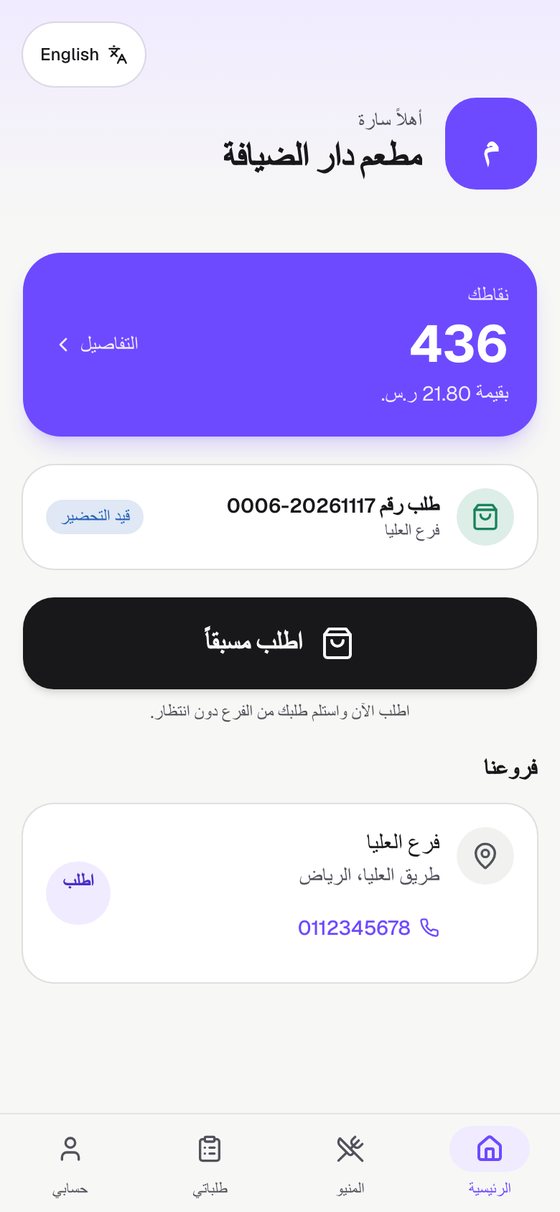 English
م
أهلاً سارة
مطعم دار الضيافة
نقاطك
436
بقيمة 21.80 ر.س.
التفاصيل
طلب رقم 20261117-0006
فرع العليا
قيد التحضير
اطلب مسبقاً
اطلب الآن واستلم طلبك من الفرع دون انتظار.
فروعنا
فرع العليا
طريق العليا، الرياض
0112345678
اطلب
الرئيسية
المنيو
طلباتي
حسابي